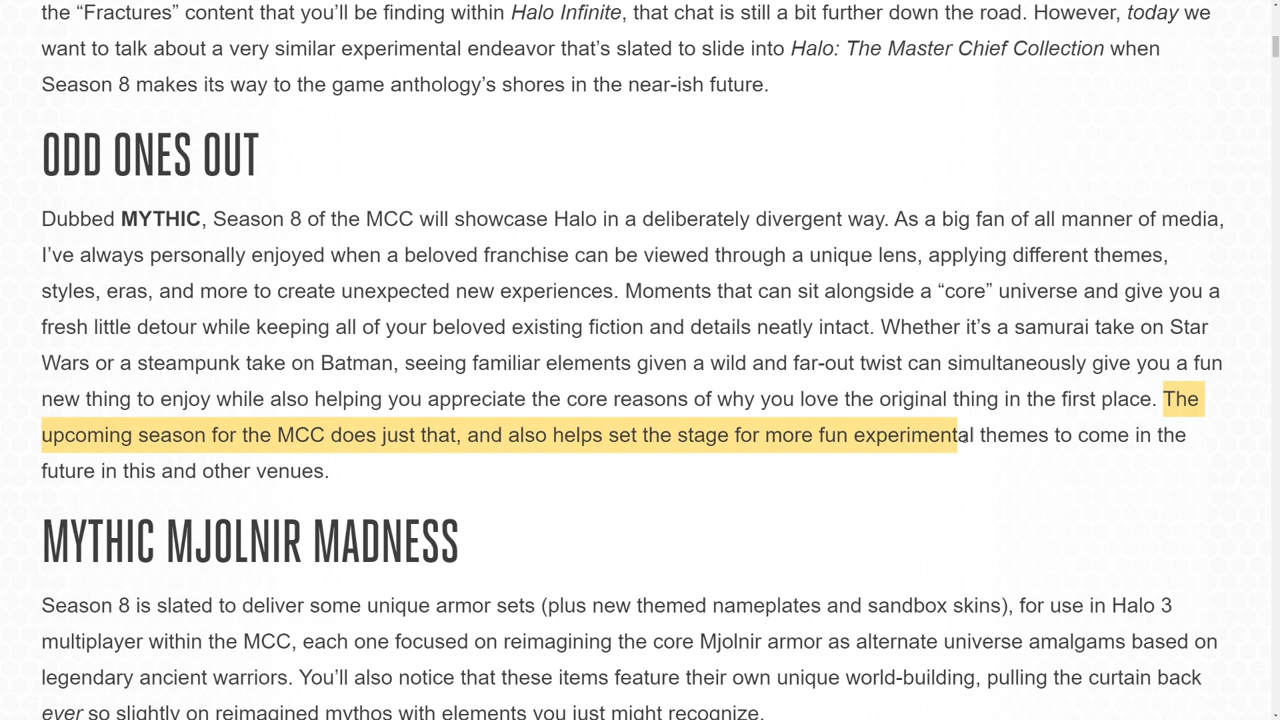 the “Fractures” content that you’ll be finding within Halo Infinite, that chat is still a bit further down the road. However, today we
want to talk about a very similar experimental endeavor that’s slated to slide into Halo: The Master Chief Collection when
Season 8 makes its way to the game anthology’s shores in the near-ish future.
ODD ONES OUT
Dubbed MYTHIC, Season 8 of the MCC will showcase Halo in a deliberately divergent way. As a big fan of all manner of media,
I’ve always personally enjoyed when a beloved franchise can be viewed through a unique lens, applying different themes,
styles, eras, and more to create unexpected new experiences. Moments that can sit alongside a “core” universe and give you a
fresh little detour while keeping all of your beloved existing fiction and details neatly intact. Whether it’s a samurai take on Star
Wars or a steampunk take on Batman, seeing familiar elements given a wild and far-out twist can simultaneously give you a fun
new thing to enjoy while also helping you appreciate the core reasons of why you love the original thing in the first place. The
upcoming season for the MCC does just that, and also helps set the stage for more fun experimental themes to come in the
future in this and other venues.
MYTHIC MJOLNIR MADNESS
Season 8 is slated to deliver some unique armor sets (plus new themed nameplates and sandbox skins), for use in Halo 3
multiplayer within the MCC, each one focused on reimagining the core Mjolnir armor as alternate universe amalgams based on
legendary ancient warriors. You’ll also notice that these items feature their own unique world-building, pulling the curtain back
ever so slightly on reimagined mythos with elements you just might recognize.